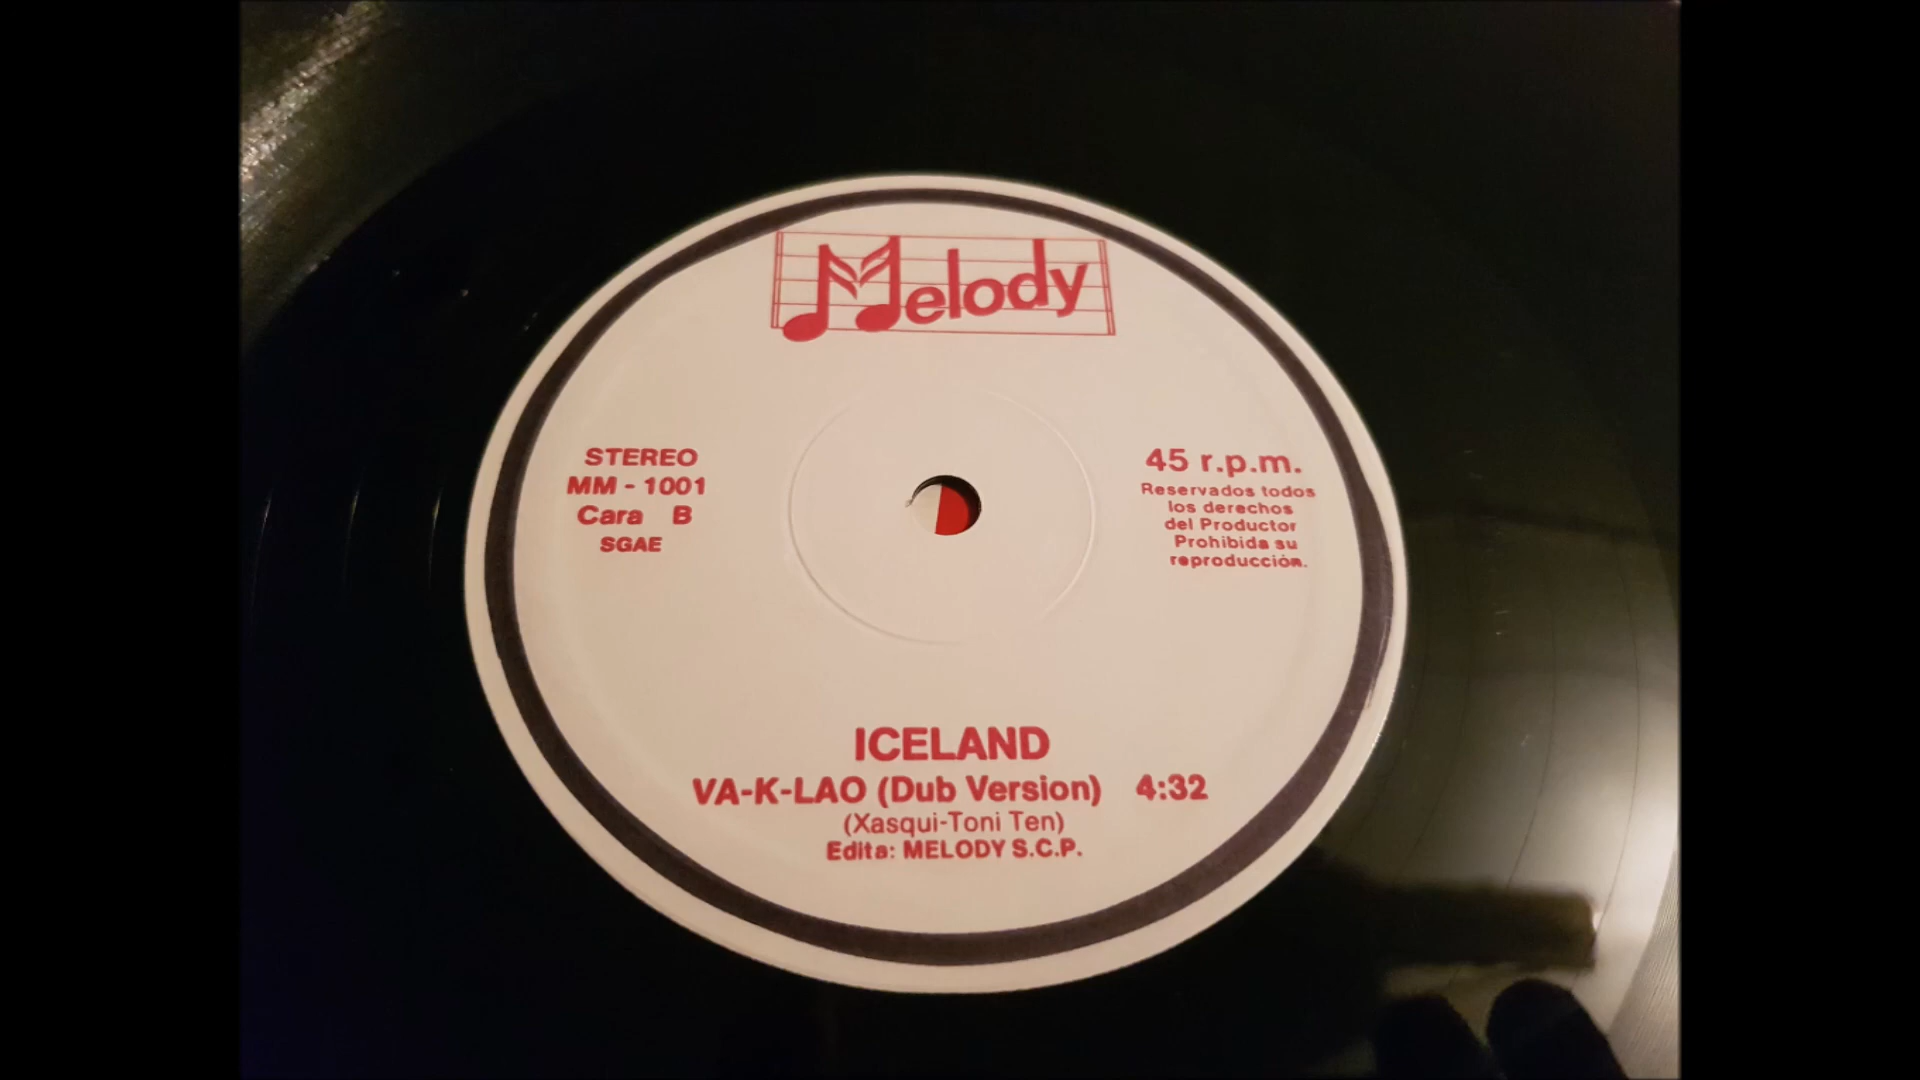 Melody
STEREO
MM - 1001
Cara B
SGAE
45 r.p.m.
Reservados todos
los derechos
del Productor
Prohibida su
reproducción.
ICELAND
VA-K-LAO (Dub Version) 4:32
(Xasqui-Toni Ten)
Edita: MELODY S.C.P.